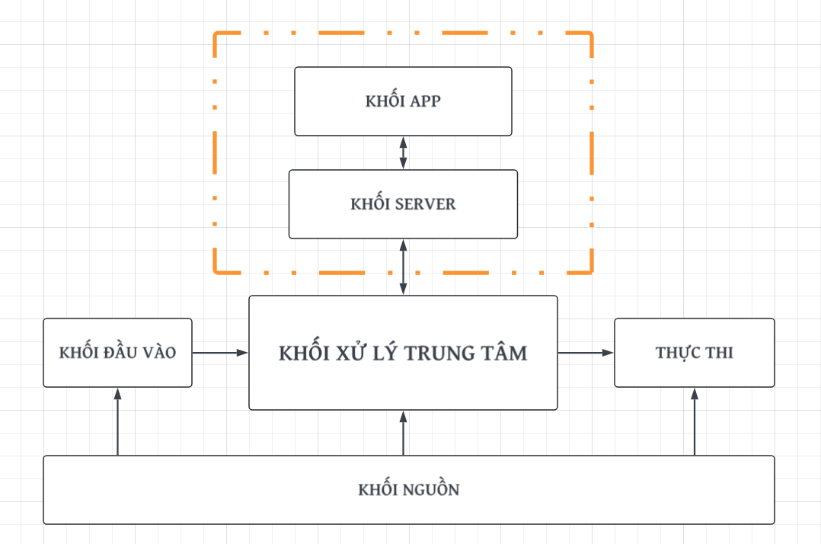 KHỐI APP
KHỐI SERVER
KHỐI ĐẦU VÀO
KHỐI XỬ LÝ TRUNG TÂM
THỰC THI
KHỐI NGUỒN